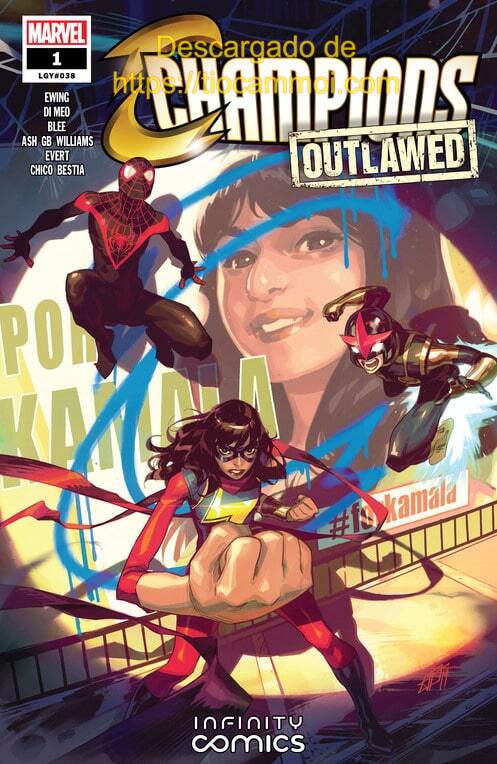 MARVEL
1
LGY#038
EWING
DI MEO
BLEE
ASH GB WILLIAMS
EVERT
CHICO BESTIA
Descargado de
https://tiocammoi.com/
CHAMPIONS
OUTLAWED
POR
KAMALA
kamala
INFINITY
COMICS